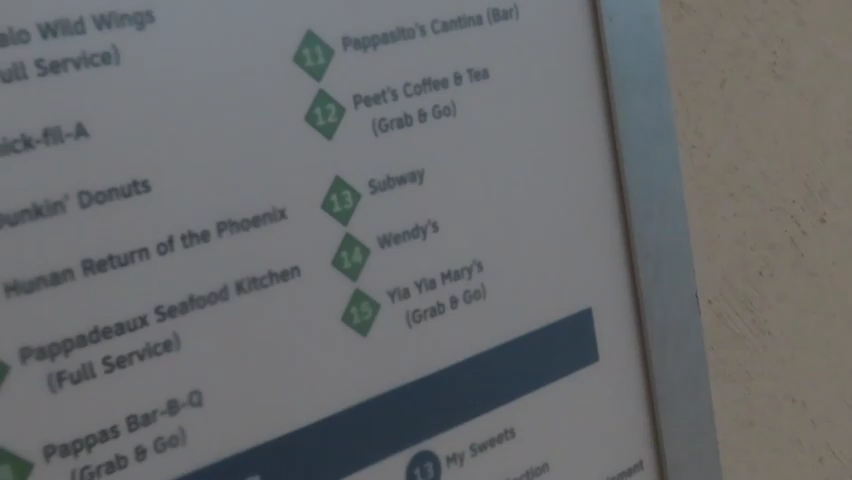 alo Wild Wings
ull Service)
ick-fil-A
Dunkin' Donuts
Hunan Return of the Phoenix
Pappadeaux Seafood Kitchen
(Full Service)
Pappas Bar-B-Q
(Grab & Go)
11 Pappasito's Cantina (Bar)
12 Peet's Coffee & Tea
(Grab & Go)
13 Subway
14 Wendy's
15 Yia Yia Mary's
(Grab & Go)
13 My Sweets